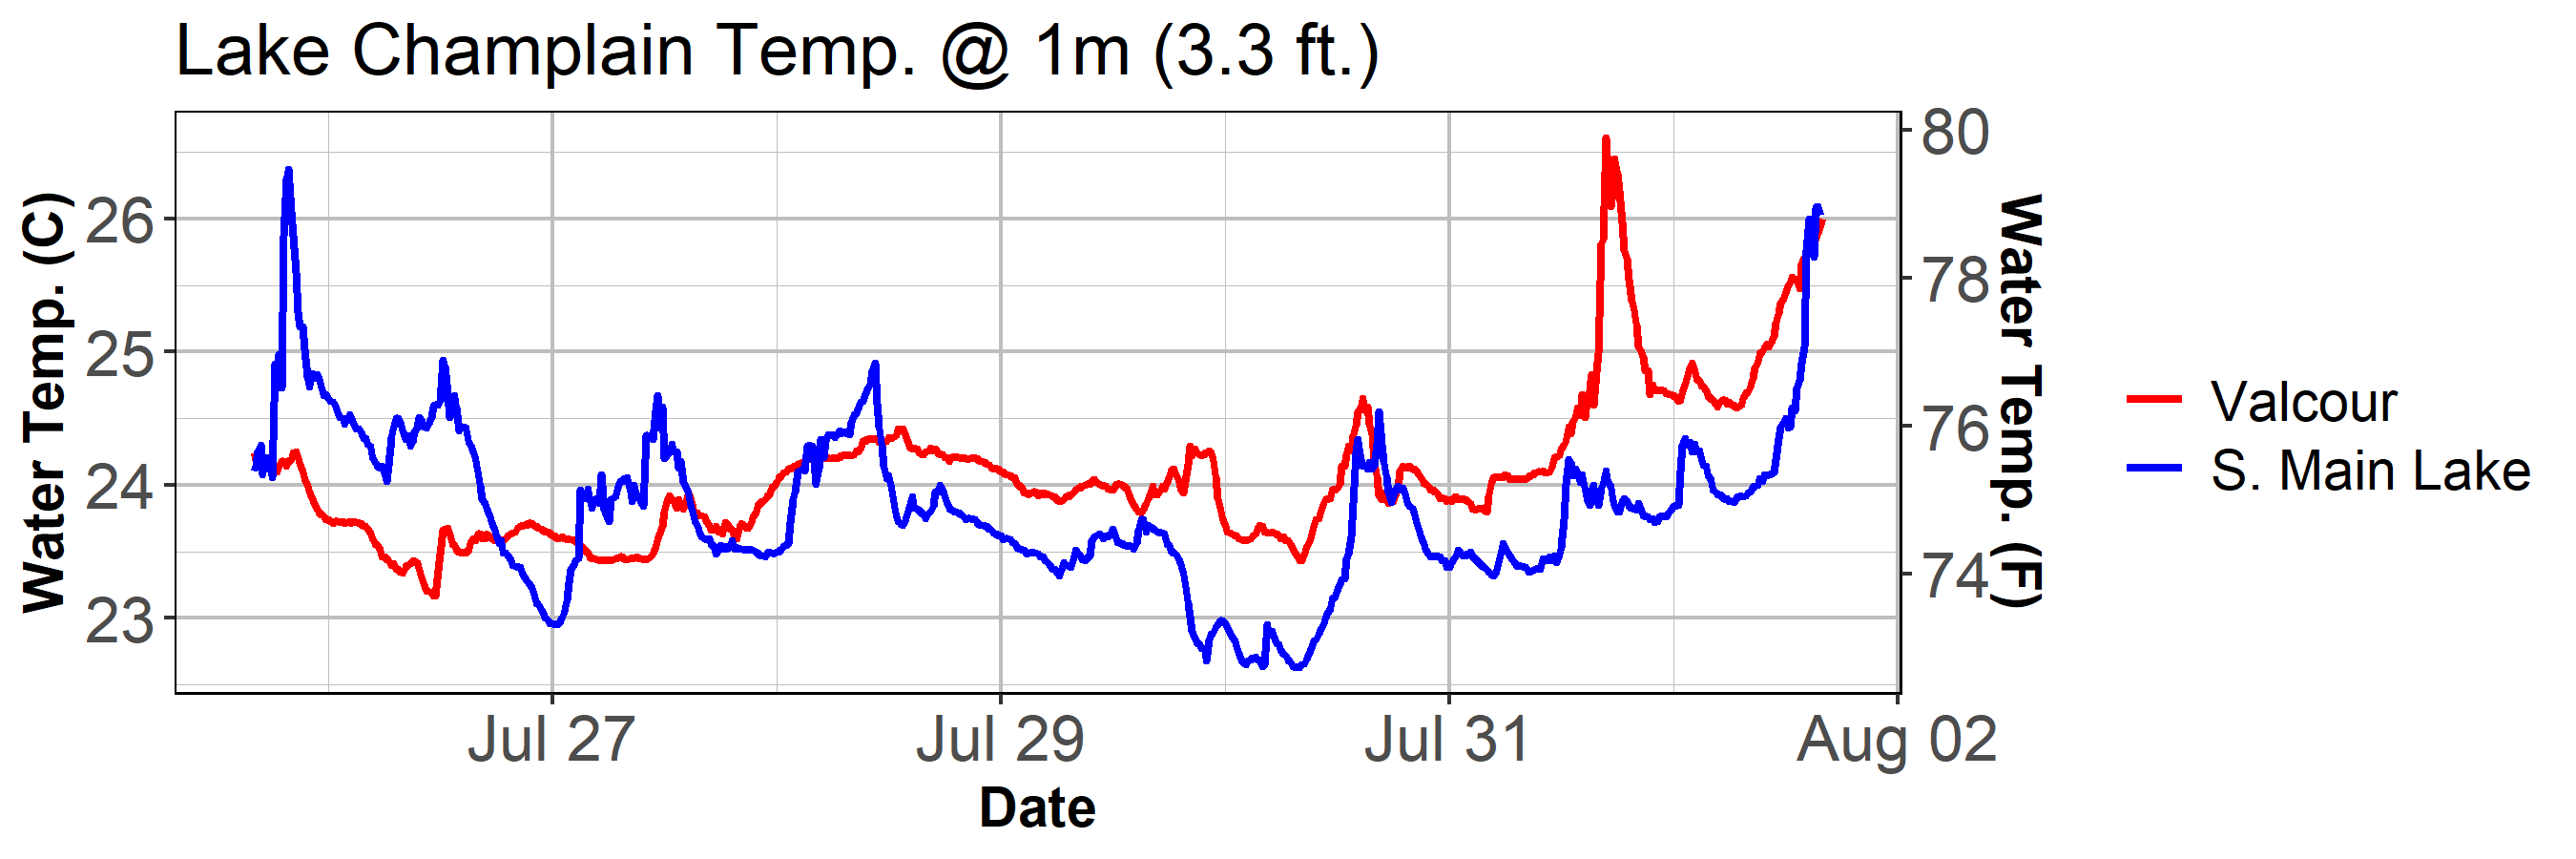 Lake Champlain Temp. @ 1m (3.3 ft.)
Water Temp. (C)
26
25
24
23
80
78
76
74
Water Temp. (F)
Jul 27
Jul 29
Jul 31
Aug 02
Date
Valcour
S. Main Lake